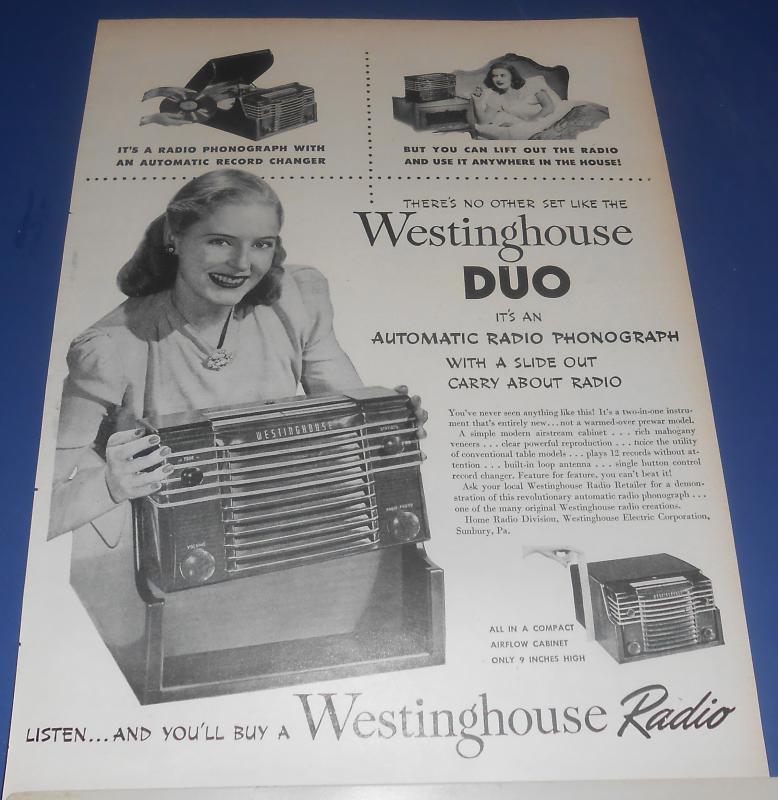 IT'S A RADIO PHONOGRAPH WITH
AN AUTOMATIC RECORD CHANGER
BUT YOU CAN LIFT OUT THE RADIO
AND USE IT ANYWHERE IN THE HOUSE!
THERE'S NO OTHER SET LIKE THE
Westinghouse
DUO
IT'S AN
AUTOMATIC RADIO PHONOGRAPH
WITH A SLIDE OUT
CARRY ABOUT RADIO
You've never seen anything like this! It's a two-in-one instru-
ment that's entirely new...not a warmed-over prewar model.
A simple modern airstream cabinet . . . rich mahogany
veneers . . . clear powerful reproduction . . . twice the utility
of conventional table models . . . plays 12 records without at-
tention . . . built-in loop antenna . . . single button control
record changer. Feature for feature, you can't beat it!
Ask your local Westinghouse Radio Retailer for a demon-
stration of this revolutionary automatic radio phonograph . . .
one of the many original Westinghouse radio creations.
Home Radio Division, Westinghouse Electric Corporation,
Sunbury, Pa.
WESTINGHOUSE
TONE
STATIONS
VOLUME
RADIO PHONO
WESTINGHOUSE
ALL IN A COMPACT
AIRFLOW CABINET
ONLY 9 INCHES HIGH
LISTEN...AND YOU'LL BUY A Westinghouse Radio